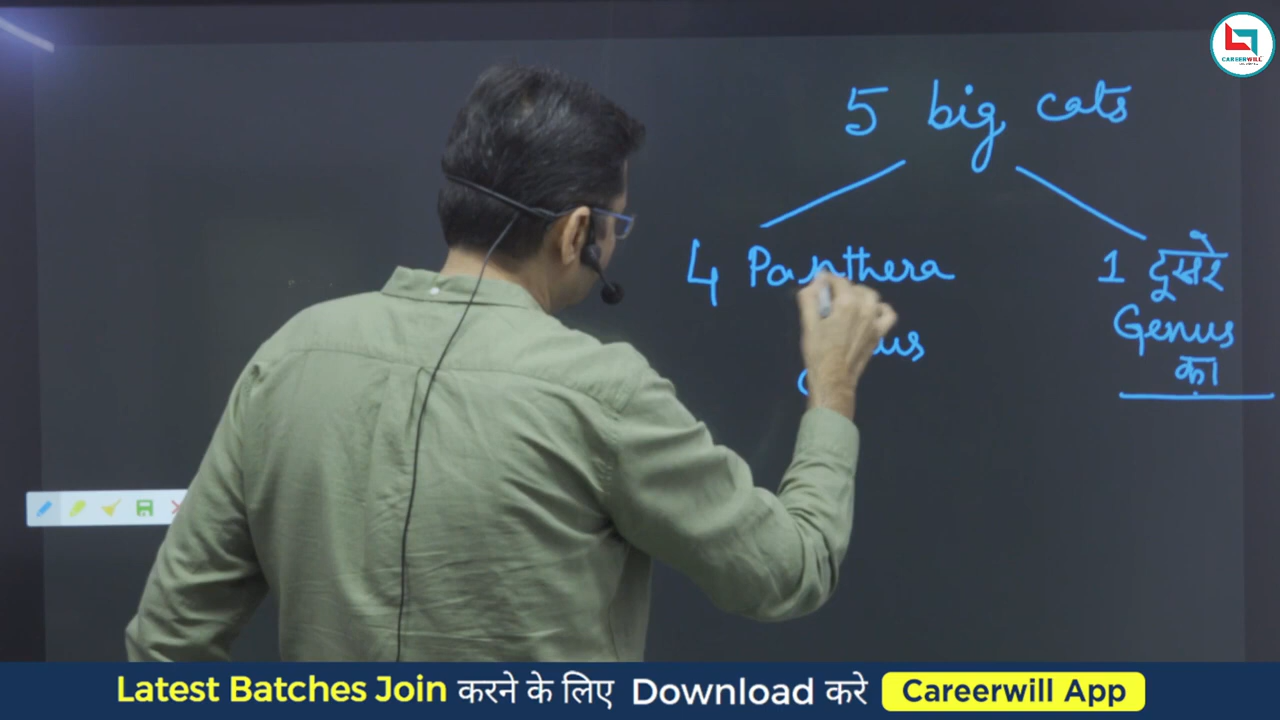 CAREERWILL
5 big cats
4 Panthera
1 दूसरे
Genus
का
Latest Batches Join करने के लिए Download करे Careerwill App